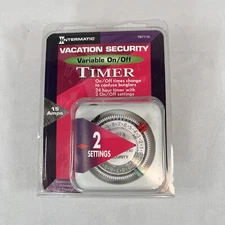 INTERMATIC
VACATION SECURITY
Variable On/Off
TIMER
On/Off times change
to confuse burglars
24 hour timer with
2 On/Off settings
15 Amps
2
SETTINGS